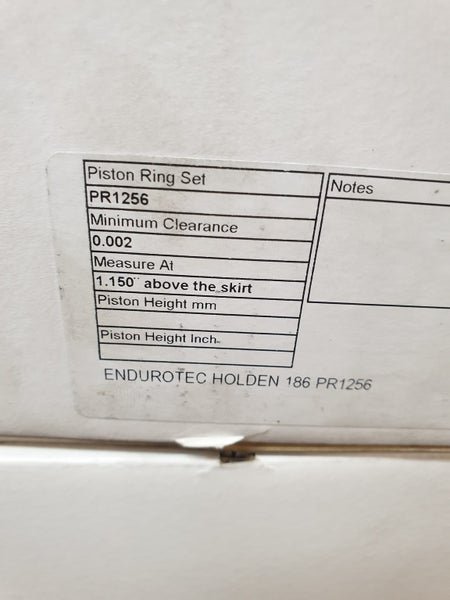 Piston Ring Set
PR1256
Minimum Clearance
0.002
Measure At
1.150" above the skirt
Piston Height mm
Piston Height Inch
Notes
ENDUROTEC HOLDEN 186 PR1256